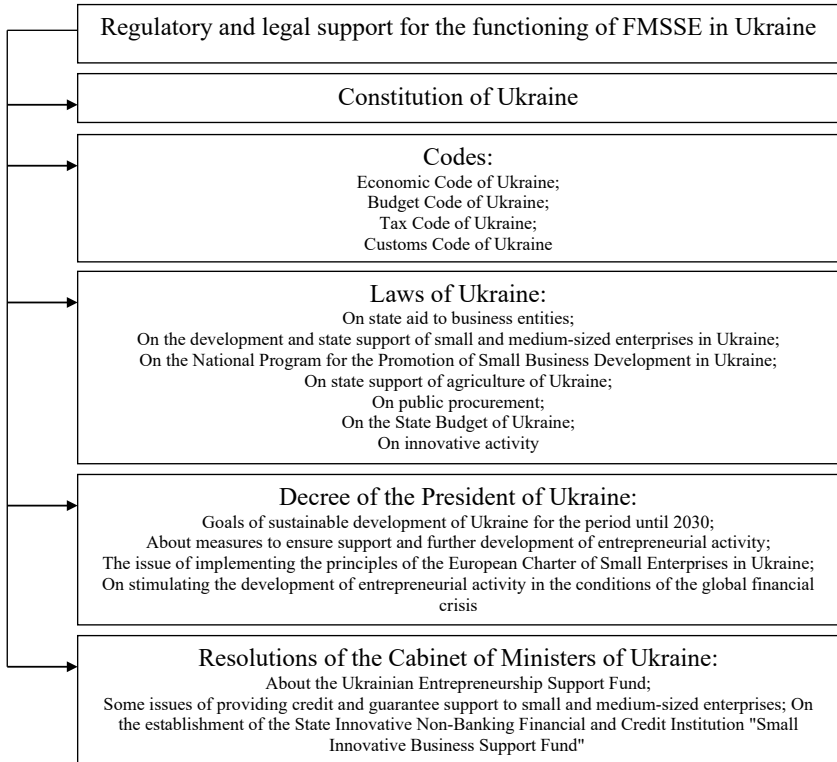 Regulatory and legal support for the functioning of FMSSE in Ukraine
Constitution of Ukraine
Codes:
Economic Code of Ukraine;
Budget Code of Ukraine;
Tax Code of Ukraine;
Customs Code of Ukraine
Laws of Ukraine:
On state aid to business entities;
On the development and state support of small and medium-sized enterprises in Ukraine;
On the National Program for the Promotion of Small Business Development in Ukraine;
On state support of agriculture of Ukraine;
On public procurement;
On the State Budget of Ukraine;
On innovative activity
Decree of the President of Ukraine:
Goals of sustainable development of Ukraine for the period until 2030;
About measures to ensure support and further development of entrepreneurial activity;
The issue of implementing the principles of the European Charter of Small Enterprises in Ukraine;
On stimulating the development of entrepreneurial activity in the conditions of the global financial
crisis
Resolutions of the Cabinet of Ministers of Ukraine:
About the Ukrainian Entrepreneurship Support Fund;
Some issues of providing credit and guarantee support to small and medium-sized enterprises; On
the establishment of the State Innovative Non-Banking Financial and Credit Institution "Small
Innovative Business Support Fund"